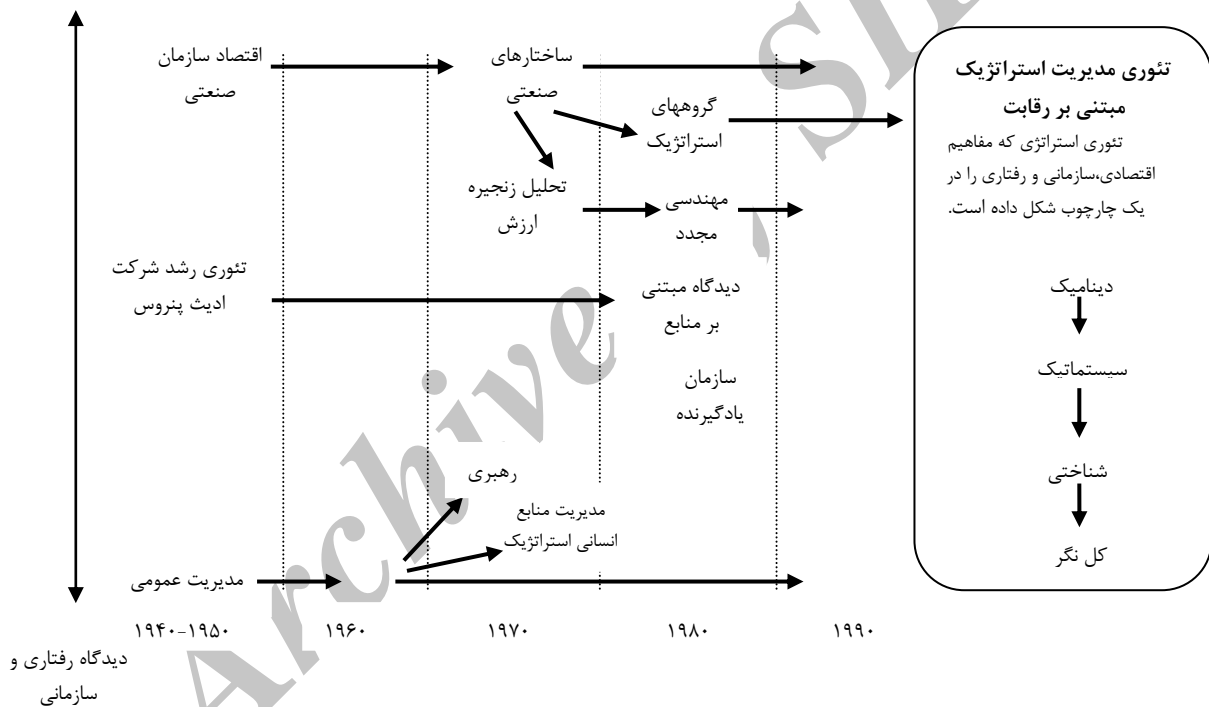 اقتصاد سازمان
صنعتی
ساختارهای
صنعتی
گروههای
استراتژیک
تحلیل زنجیره
ارزش
مهندسی
مجدد
تئوری رشد شرکت
ادیث پنروس
دیدگاه مبتنی
بر منابع
سازمان
یادگیرنده
رهبری
مدیریت منابع
انسانی استراتژیک
مدیریت عمومی
۱۹۴۰-۱۹۵۰
۱۹۶۰
۱۹۷۰
۱۹۸۰
۱۹۹۰
دیدگاه رفتاری و
سازمانی
تئوری مدیریت استراتژیک
مبتنی بر رقابت
تئوری استراتژی که مفاهیم
اقتصادی،سازمانی و رفتاری را در
یک چارچوب شکل داده است.
دینامیک
سیستماتیک
شناختی
کل نگر
Archive